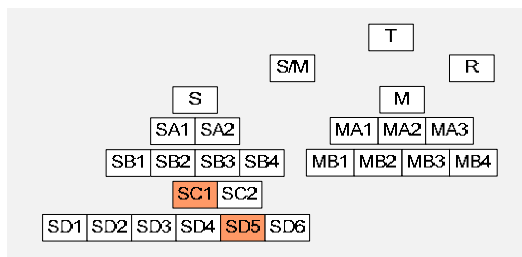 T
S/M R
S M
SA1 SA2 MA1 MA2 MA3
SB1 SB2 SB3 SB4 MB1 MB2 MB3 MB4
SC1 SC2
SD1 SD2 SD3 SD4 SD5 SD6